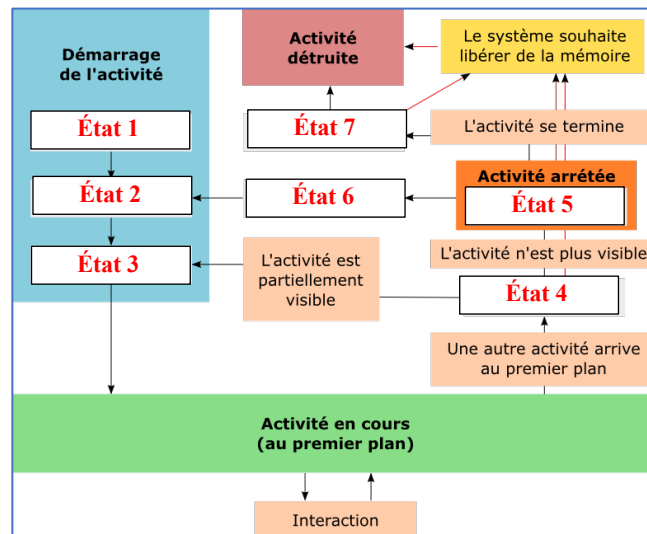 Démarrage
de l'activité
Activité
détruite
Le système souhaite
libérer de la mémoire
État 1
État 7
L'activité se termine
État 2
État 6
Activité arrêtée
État 5
État 3
L'activité est
partiellement
visible
L'activité n'est plus visible
État 4
Une autre activité arrive
au premier plan
Activité en cours
(au premier plan)
Interaction